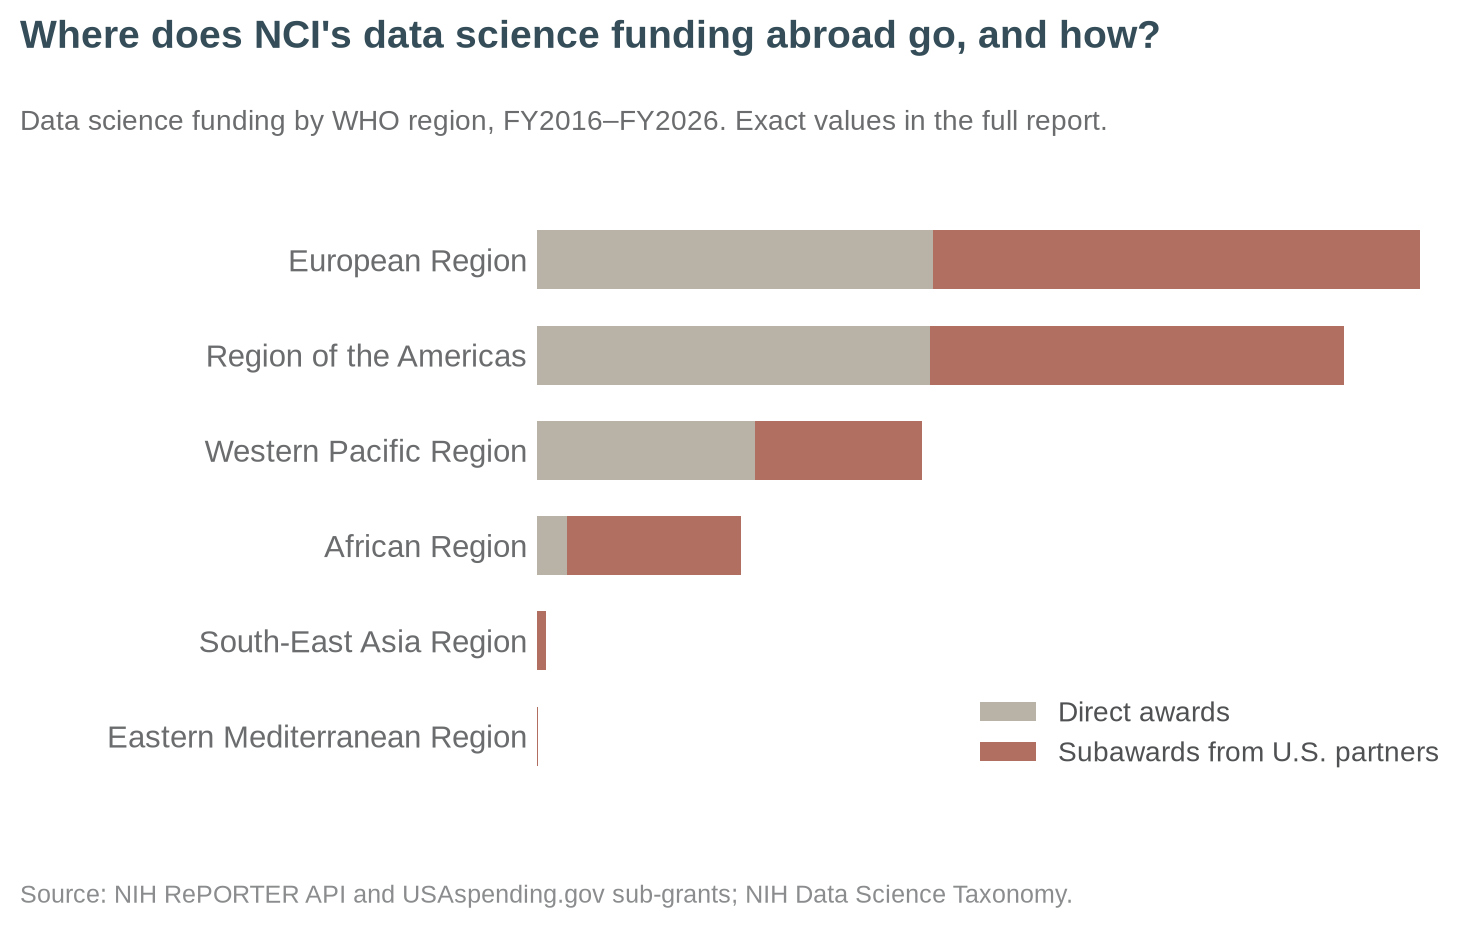 Where does NCI's data science funding abroad go, and how?
Data science funding by WHO region, FY2016–FY2026. Exact values in the full report.
European Region
Region of the Americas
Western Pacific Region
African Region
South-East Asia Region
Eastern Mediterranean Region
Direct awards
Subawards from U.S. partners
Source: NIH RePORTER API and USAspending.gov sub-grants; NIH Data Science Taxonomy.